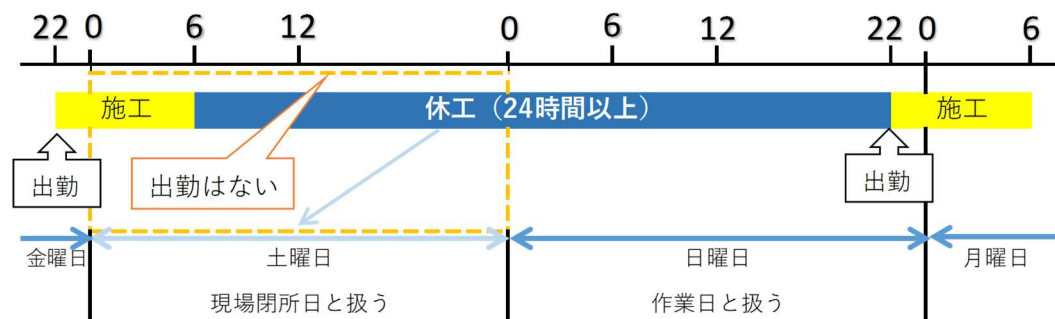 22 0 6 12 0 6 12 22 0 6
施工 休工（24時間以上） 施工
出勤 出勤はない 出勤
金曜日 土曜日 日曜日 月曜日
現場閉所日と扱う 作業日と扱う